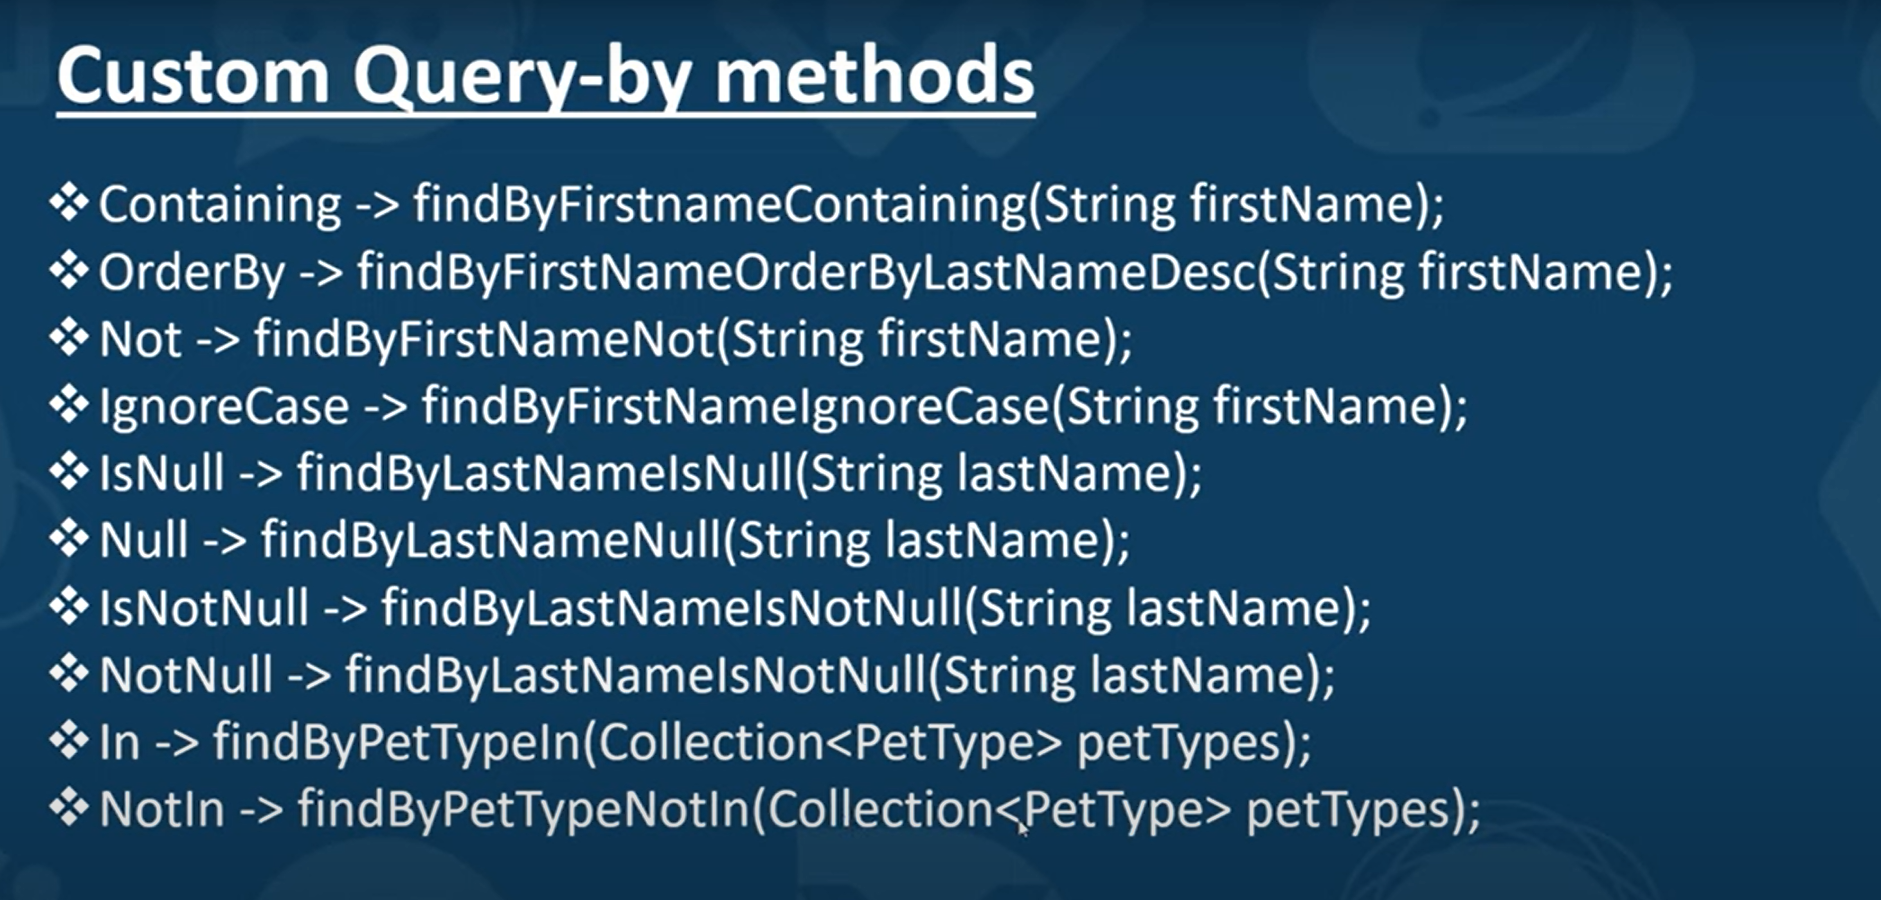 Custom Query-by methods
❖ Containing -> findByFirstnameContaining(String firstName);
❖ OrderBy -> findByFirstNameOrderByLastNameDesc(String firstName);
❖ Not -> findByFirstNameNot(String firstName);
❖ IgnoreCase -> findByFirstNameIgnoreCase(String firstName);
❖ IsNull -> findByLastNameIsNull(String lastName);
❖ Null -> findByLastNameNull(String lastName);
❖ IsNotNull -> findByLastNameIsNotNull(String lastName);
❖ NotNull -> findByLastNameIsNotNull(String lastName);
❖ In -> findByPetTypeIn(Collection<PetType> petTypes);
❖ NotIn -> findByPetTypeNotIn(Collection<PetType> petTypes);